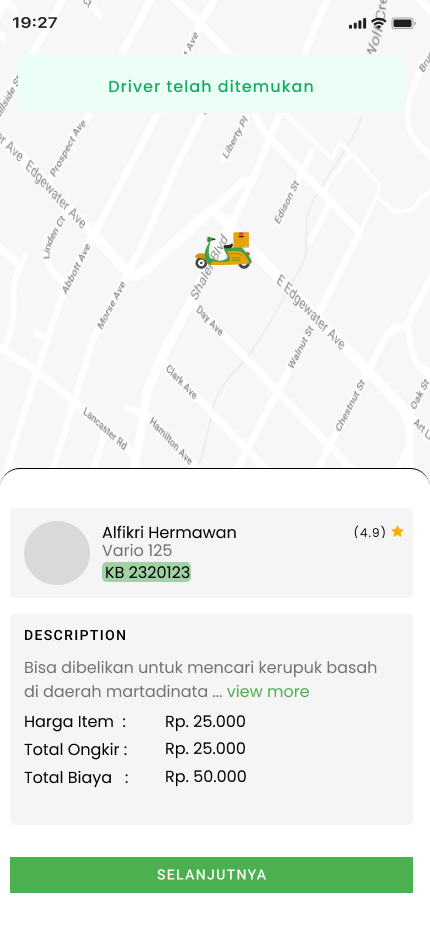 19:27
Nolf Cre
Driver telah ditemukan
Prospect Ave
Liberty Pl
Edgewater Ave
Edison St
Linden Ct
Abbott Ave
Shaler Blvd
Morse Ave
E Edgewater Ave
Day Ave
Walnut St
Clark Ave
Chestnut St
Oak St
Lancaster Rd
Hamilton Ave
Alfikri Hermawan
(4.9)
Vario 125
KB 2320123
DESCRIPTION
Bisa dibelikan untuk mencari kerupuk basah
di daerah martadinata ... view more
Harga Item : Rp. 25.000
Total Ongkir : Rp. 25.000
Total Biaya : Rp. 50.000
SELANJUTNYA